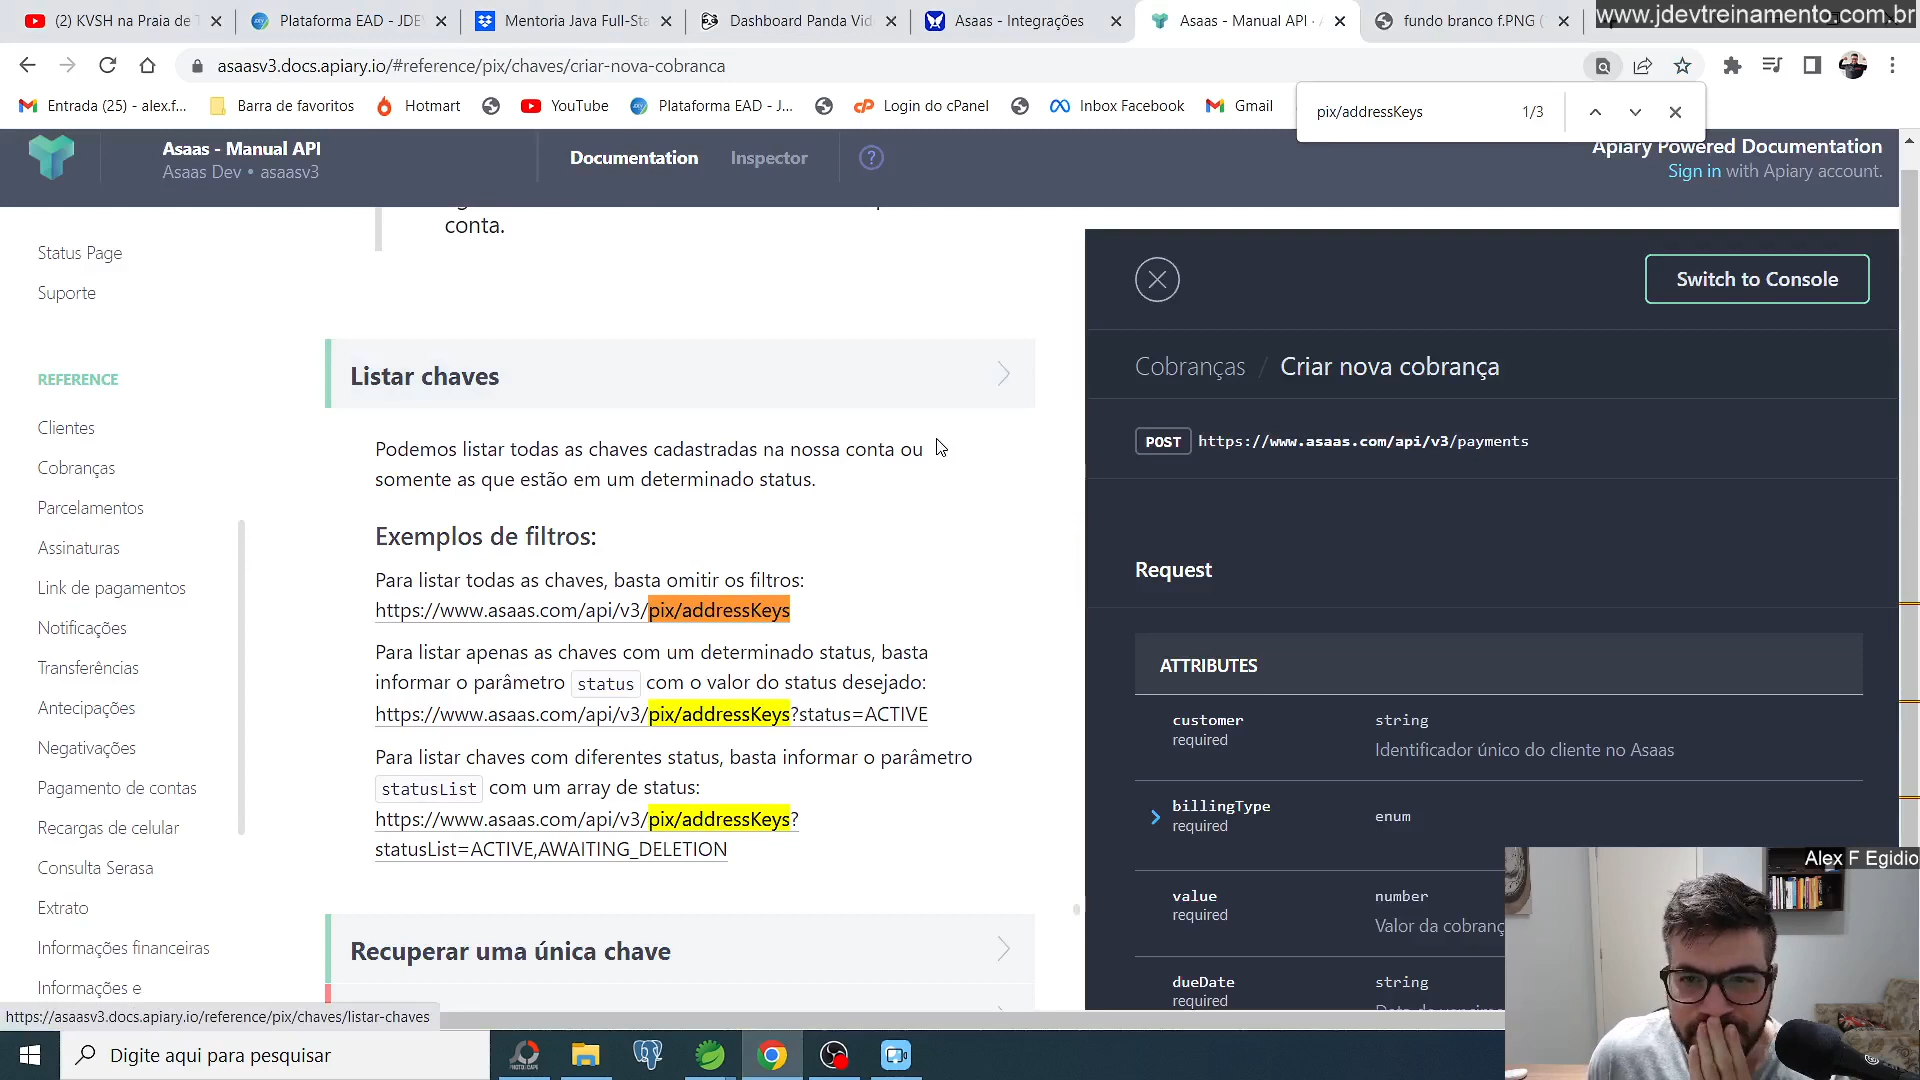 (2) KVSH na Praia de
Plataforma EAD - JDE
Mentoria Java Full-Sta
Dashboard Panda Vid
Asaas - Integrações
Asaas - Manual API ·
fundo branco f.PNG (
www.jdevtreinamento.com.br
asaasv3.docs.apiary.io/#reference/pix/chaves/criar-nova-cobranca
Entrada (25) - alex.f...
Barra de favoritos
Hotmart
YouTube
Plataforma EAD - J...
Login do cPanel
Inbox Facebook
Gmail
pix/addressKeys
1/3
Asaas - Manual API
Asaas Dev • asaasv3
Documentation
Inspector
?
Apiary Powered Documentation
Sign in with Apiary account.
Status Page
Suporte
REFERENCE
Clientes
Cobranças
Parcelamentos
Assinaturas
Link de pagamentos
Notificações
Transferências
Antecipações
Negativações
Pagamento de contas
Recargas de celular
Consulta Serasa
Extrato
Informações financeiras
Informações e
conta.
Listar chaves
Podemos listar todas as chaves cadastradas na nossa conta ou
somente as que estão em um determinado status.
Exemplos de filtros:
Para listar todas as chaves, basta omitir os filtros:
https://www.asaas.com/api/v3/pix/addressKeys
Para listar apenas as chaves com um determinado status, basta
informar o parâmetro status com o valor do status desejado:
https://www.asaas.com/api/v3/pix/addressKeys?status=ACTIVE
Para listar chaves com diferentes status, basta informar o parâmetro
statusList com um array de status:
https://www.asaas.com/api/v3/pix/addressKeys?
statusList=ACTIVE,AWAITING_DELETION
Recuperar uma única chave
Switch to Console
Cobranças / Criar nova cobrança
POST https://www.asaas.com/api/v3/payments
Request
ATTRIBUTES
customer
required
string
Identificador único do cliente no Asaas
billingType
required
enum
value
required
number
Valor da cobranç
dueDate
required
string
Alex F Egidio
https://asaasv3.docs.apiary.io/reference/pix/chaves/listar-chaves
Digite aqui para pesquisar